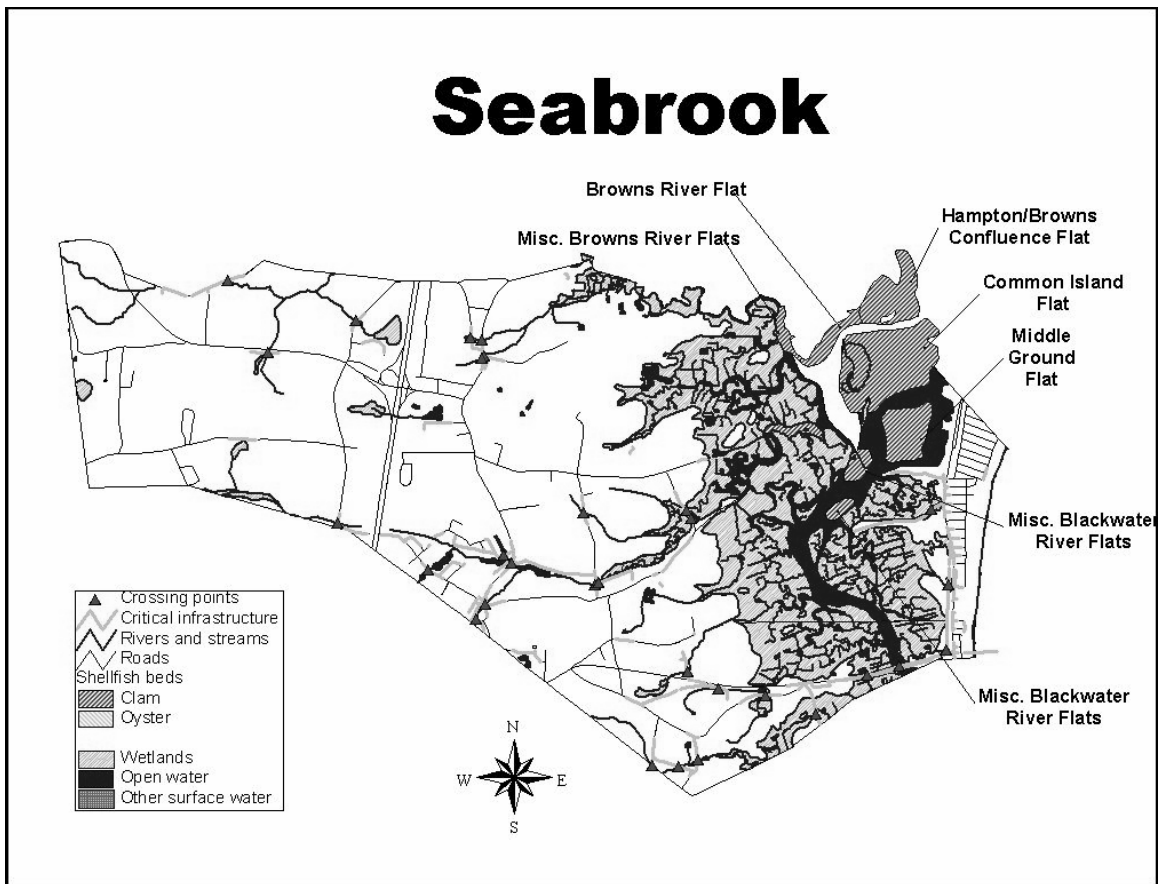 Seabrook
Browns River Flat
Misc. Browns River Flats
Hampton/Browns
Confluence Flat
Common Island
Flat
Middle
Ground
Flat
Misc. Blackwater
River Flats
Misc. Blackwater
River Flats
Crossing points
Critical infrastructure
Rivers and streams
Roads
Shellfish beds
Clam
Oyster
Wetlands
Open water
Other surface water
N
W E
S